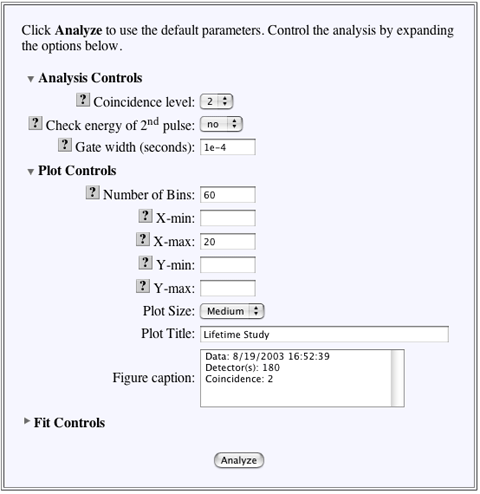 Click Analyze to use the default parameters. Control the analysis by expanding
the options below.
▼ Analysis Controls
? Coincidence level: 2
? Check energy of 2nd pulse: no
? Gate width (seconds): 1e-4
▼ Plot Controls
? Number of Bins: 60
? X-min:
? X-max: 20
? Y-min:
? Y-max:
Plot Size: Medium
Plot Title: Lifetime Study
Figure caption: Data: 8/19/2003 16:52:39
Detector(s): 180
Coincidence: 2
▶ Fit Controls
Analyze